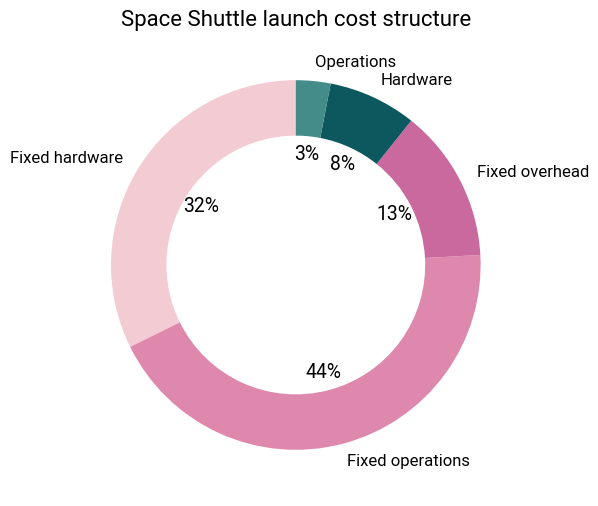 Space Shuttle launch cost structure
Operations
Hardware
Fixed hardware
Fixed overhead
3%
8%
32%
13%
44%
Fixed operations